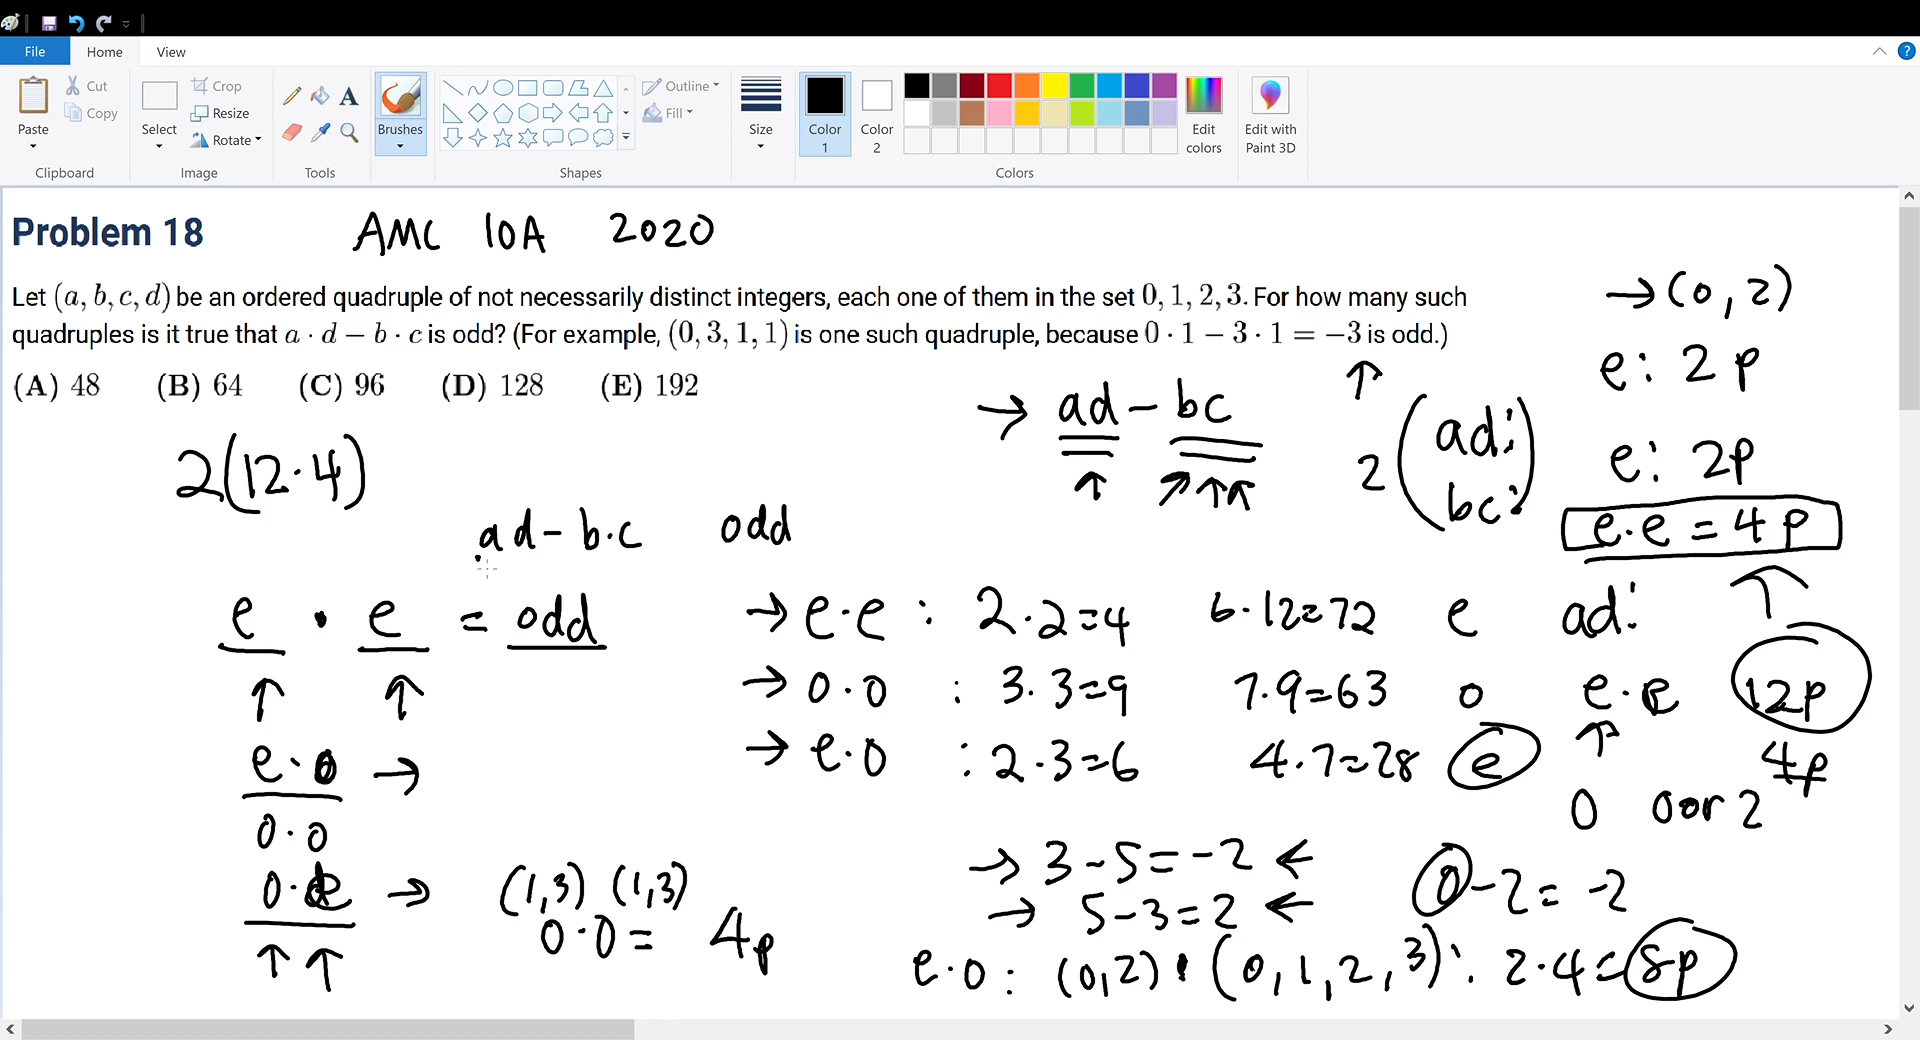 File Home View
Paste Cut Copy Clipboard
Select Crop Resize Rotate Image
A Tools
Brushes
Shapes Outline Fill
Size
Color 1 Color 2 Edit colors Edit with Paint 3D
Colors
Problem 18 AMC 10A 2020
Let (a, b, c, d) be an ordered quadruple of not necessarily distinct integers, each one of them in the set 0, 1, 2, 3. For how many such
quadruples is it true that a · d − b · c is odd? (For example, (0, 3, 1, 1) is one such quadruple, because 0 · 1 − 3 · 1 = −3 is odd.)
(A) 48 (B) 64 (C) 96 (D) 128 (E) 192
→(0, 2)
e: 2 p
→ ad − bc
2(ad: bc:)
e: 2p
e·e = 4 p
2(12·4)
ad − b·c odd
e · e = odd
→ e·e : 2·2=4 6·12=72 e ad:
→ 0·0 : 3·3=9 7·9=63 o e·e 12p
e·0 →
→ e·0 : 2·3=6 4·7=28 e 4p
0·0
0 0 or 2
→ 3−5=−2 ←
0·e → (1,3) (1,3)
0−2=−2
→ 5−3=2 ←
0·0= 4p
e·0: (0,2) · (0,1,2,3): 2·4=8p